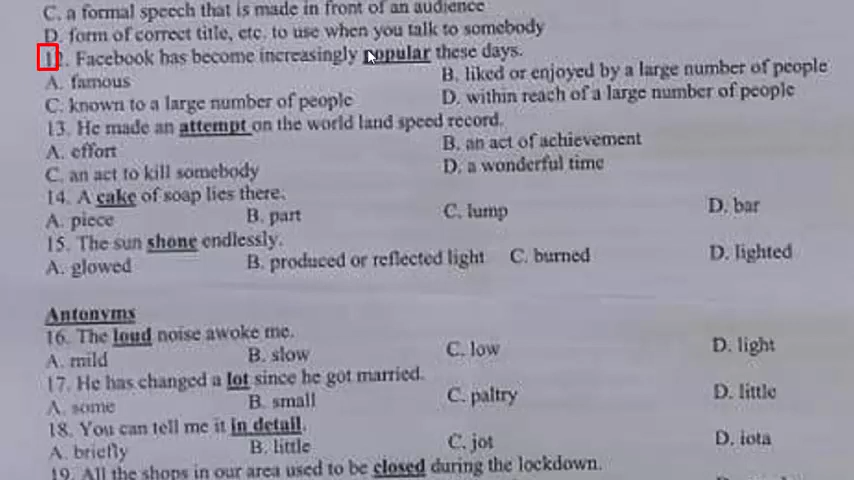 C. a formal speech that is made in front of an audience
D. form of correct title, etc. to use when you talk to somebody
12. Facebook has become increasingly popular these days.
A. famous B. liked or enjoyed by a large number of people
C. known to a large number of people D. within reach of a large number of people
13. He made an attempt on the world land speed record.
A. effort B. an act of achievement
C. an act to kill somebody D. a wonderful time
14. A cake of soap lies there.
A. piece B. part C. lump D. bar
15. The sun shone endlessly.
A. glowed B. produced or reflected light C. burned D. lighted
Antonyms
16. The loud noise awoke me.
A. mild B. slow C. low D. light
17. He has changed a lot since he got married.
A. some B. small C. paltry D. little
18. You can tell me it in detail.
A. briefly B. little C. jot D. iota
19. All the shops in our area used to be closed during the lockdown.